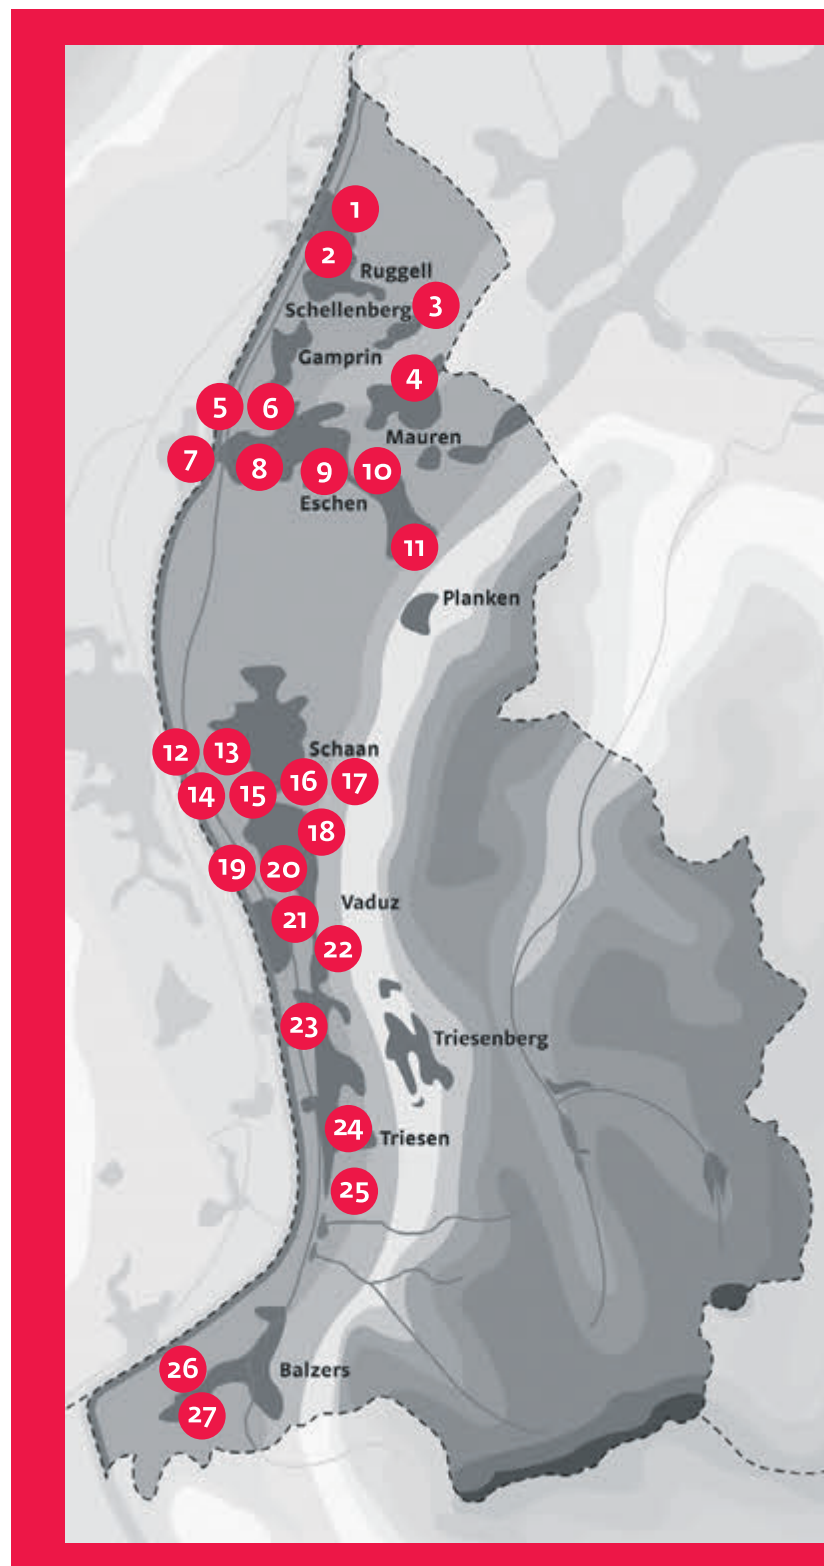 1
2
Ruggell
Schellenberg 3
Gamprin
4
5 6
Mauren
7 8 9 10
Eschen
11
Planken
12 13 Schaan
14 15 16 17
18
19 20
Vaduz
21
22
23
Triesenberg
24 Triesen
25
26 Balzers
27